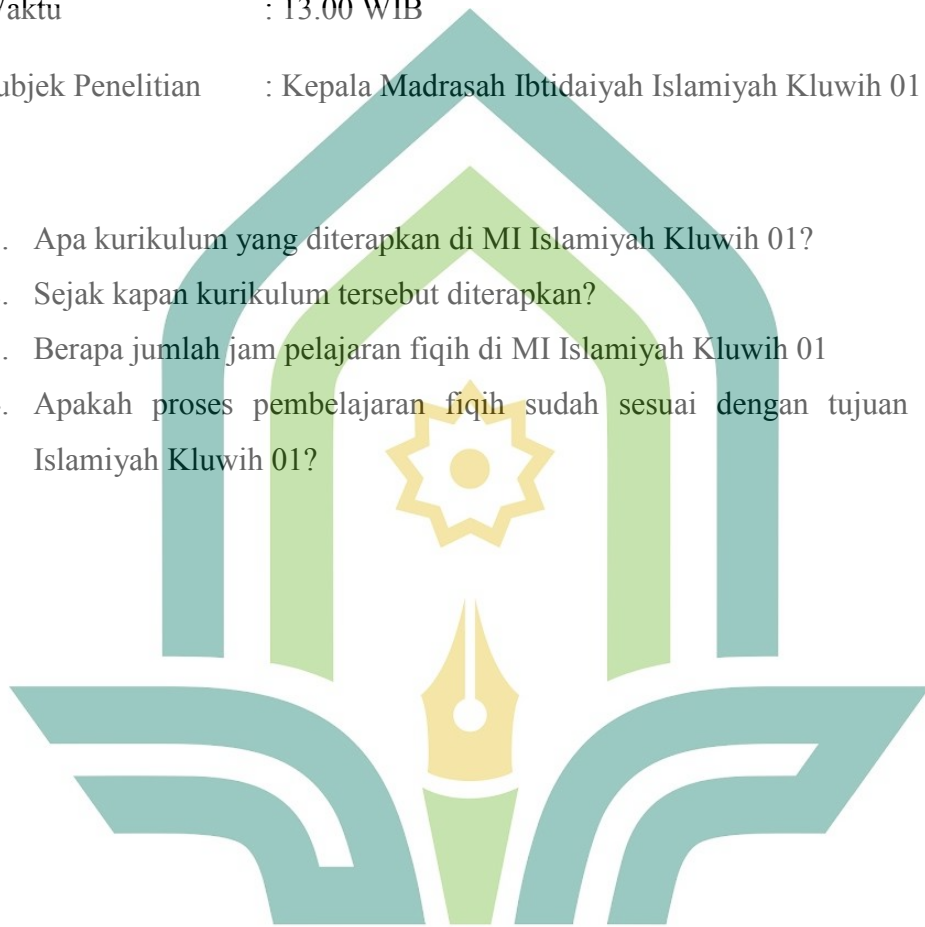 Waktu : 13.00 WIB
ubjek Penelitian : Kepala Madrasah Ibtidaiyah Islamiyah Kluwih 01
. Apa kurikulum yang diterapkan di MI Islamiyah Kluwih 01?
. Sejak kapan kurikulum tersebut diterapkan?
. Berapa jumlah jam pelajaran fiqih di MI Islamiyah Kluwih 01
. Apakah proses pembelajaran fiqih sudah sesuai dengan tujuan
Islamiyah Kluwih 01?